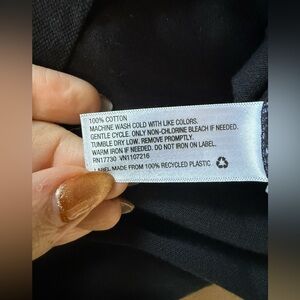 100% COTTON
MACHINE WASH COLD WITH LIKE COLORS.
GENTLE CYCLE. ONLY NON-CHLORINE BLEACH IF NEEDED.
TUMBLE DRY LOW. REMOVE PROMPTLY.
WARM IRON IF NEEDED. DO NOT IRON ON LABEL.
RN17730 VN1107216
LABEL MADE FROM 100% RECYCLED PLASTIC